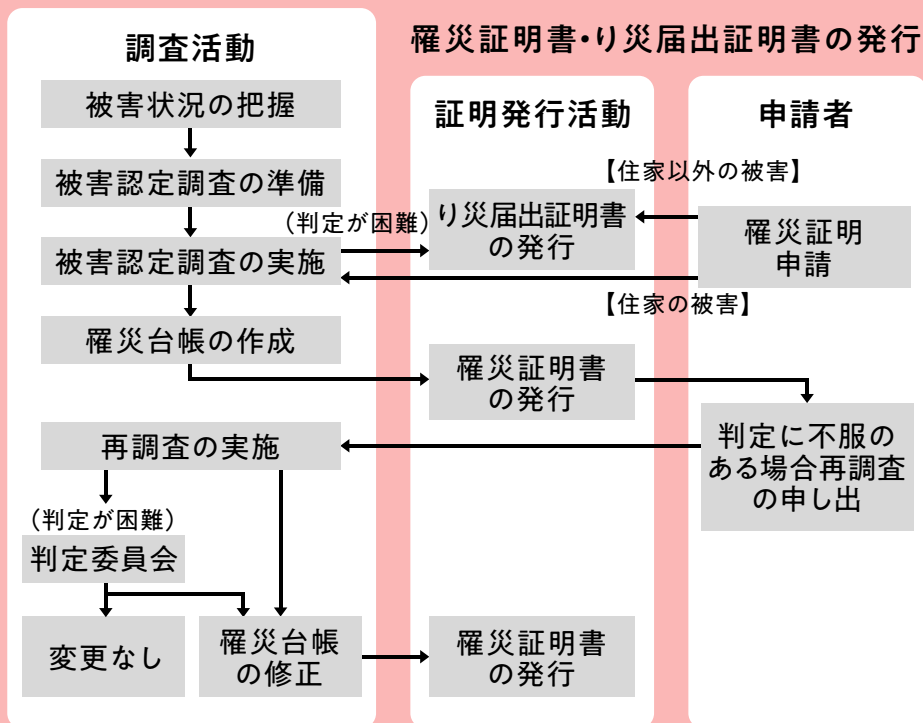 調査活動
罹災証明書・り災届出証明書の発行
被害状況の把握
証明発行活動
申請者
被害認定調査の準備
【住家以外の被害】
(判定が困難)
り災届出証明書
の発行
罹災証明
申請
被害認定調査の実施
【住家の被害】
罹災台帳の作成
罹災証明書
の発行
再調査の実施
判定に不服の
ある場合再調査
の申し出
(判定が困難)
判定委員会
変更なし
罹災台帳
の修正
罹災証明書
の発行